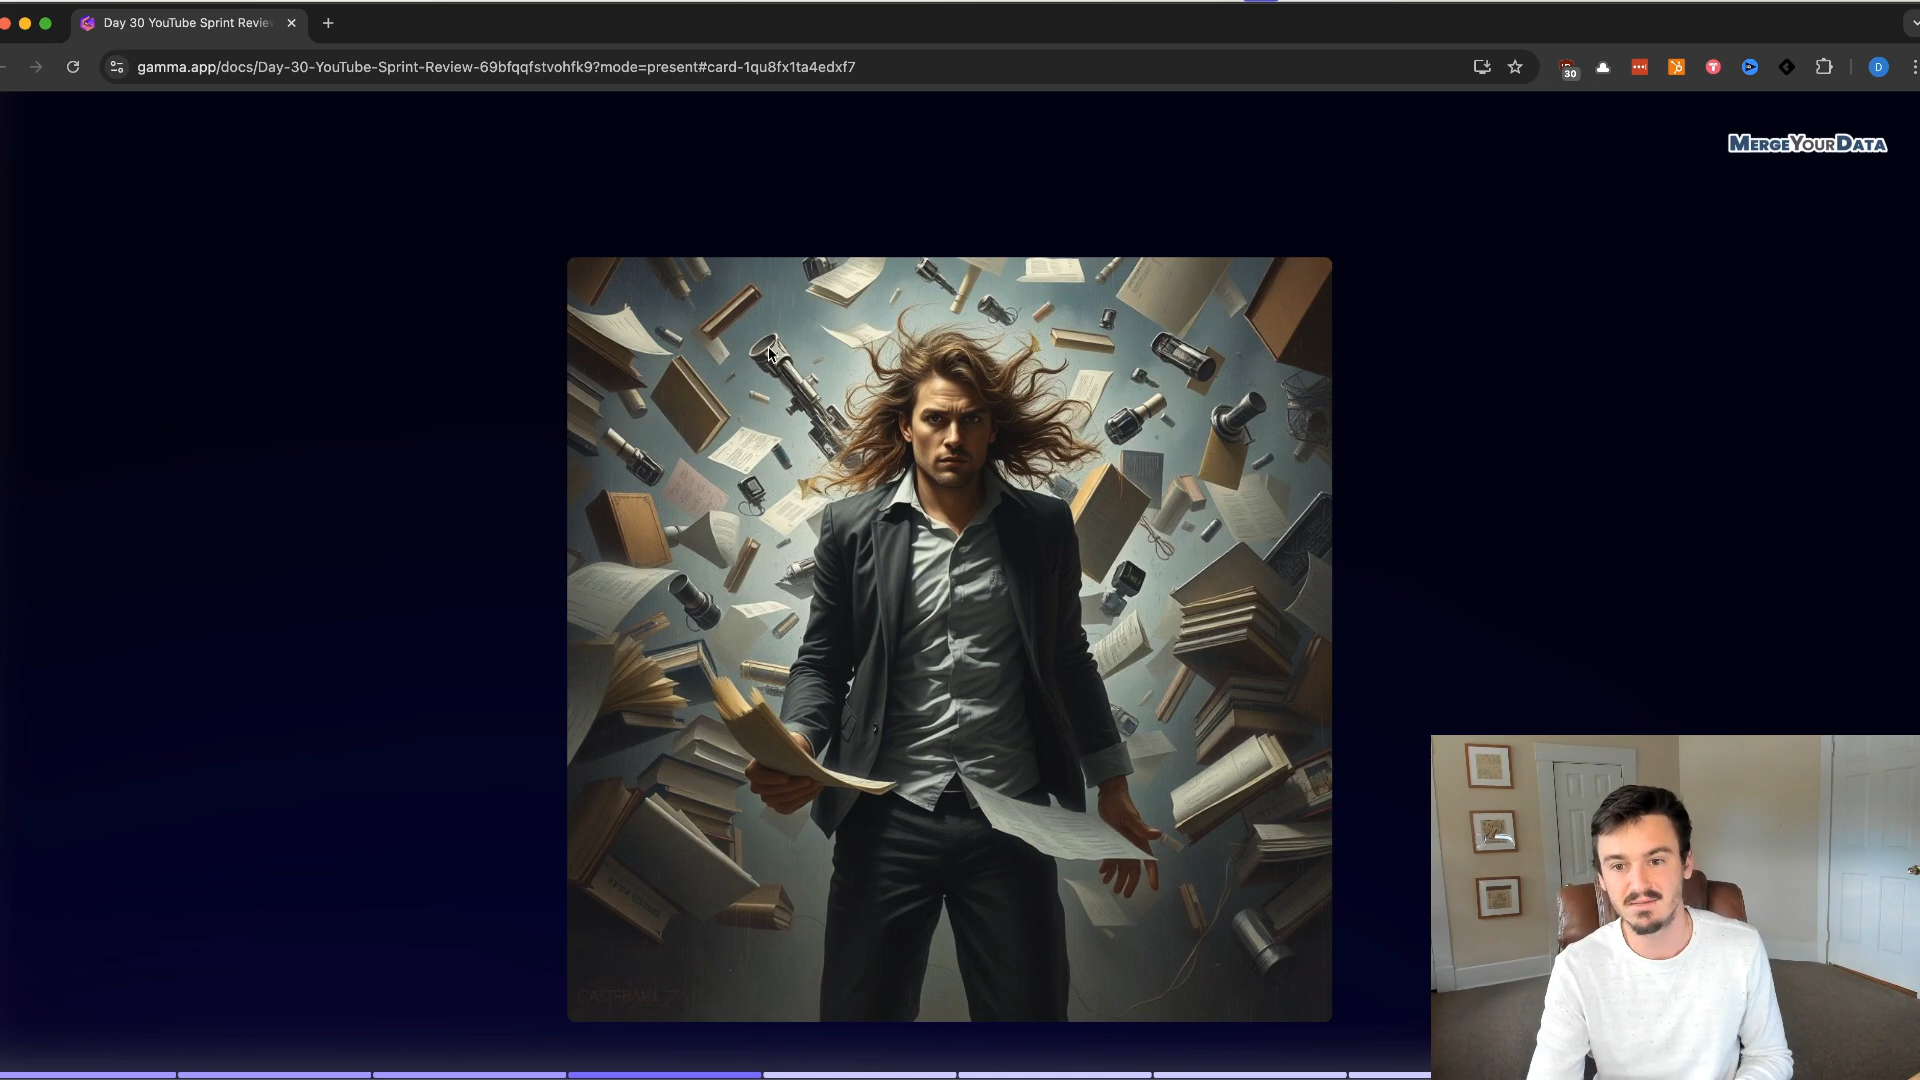 Day 30 YouTube Sprint Revie
gamma.app/docs/Day-30-YouTube-Sprint-Review-69bfqqfstvohfk9?mode=present#card-1qu8fx1ta4edxf7
30
D
MERGEYOURDATA